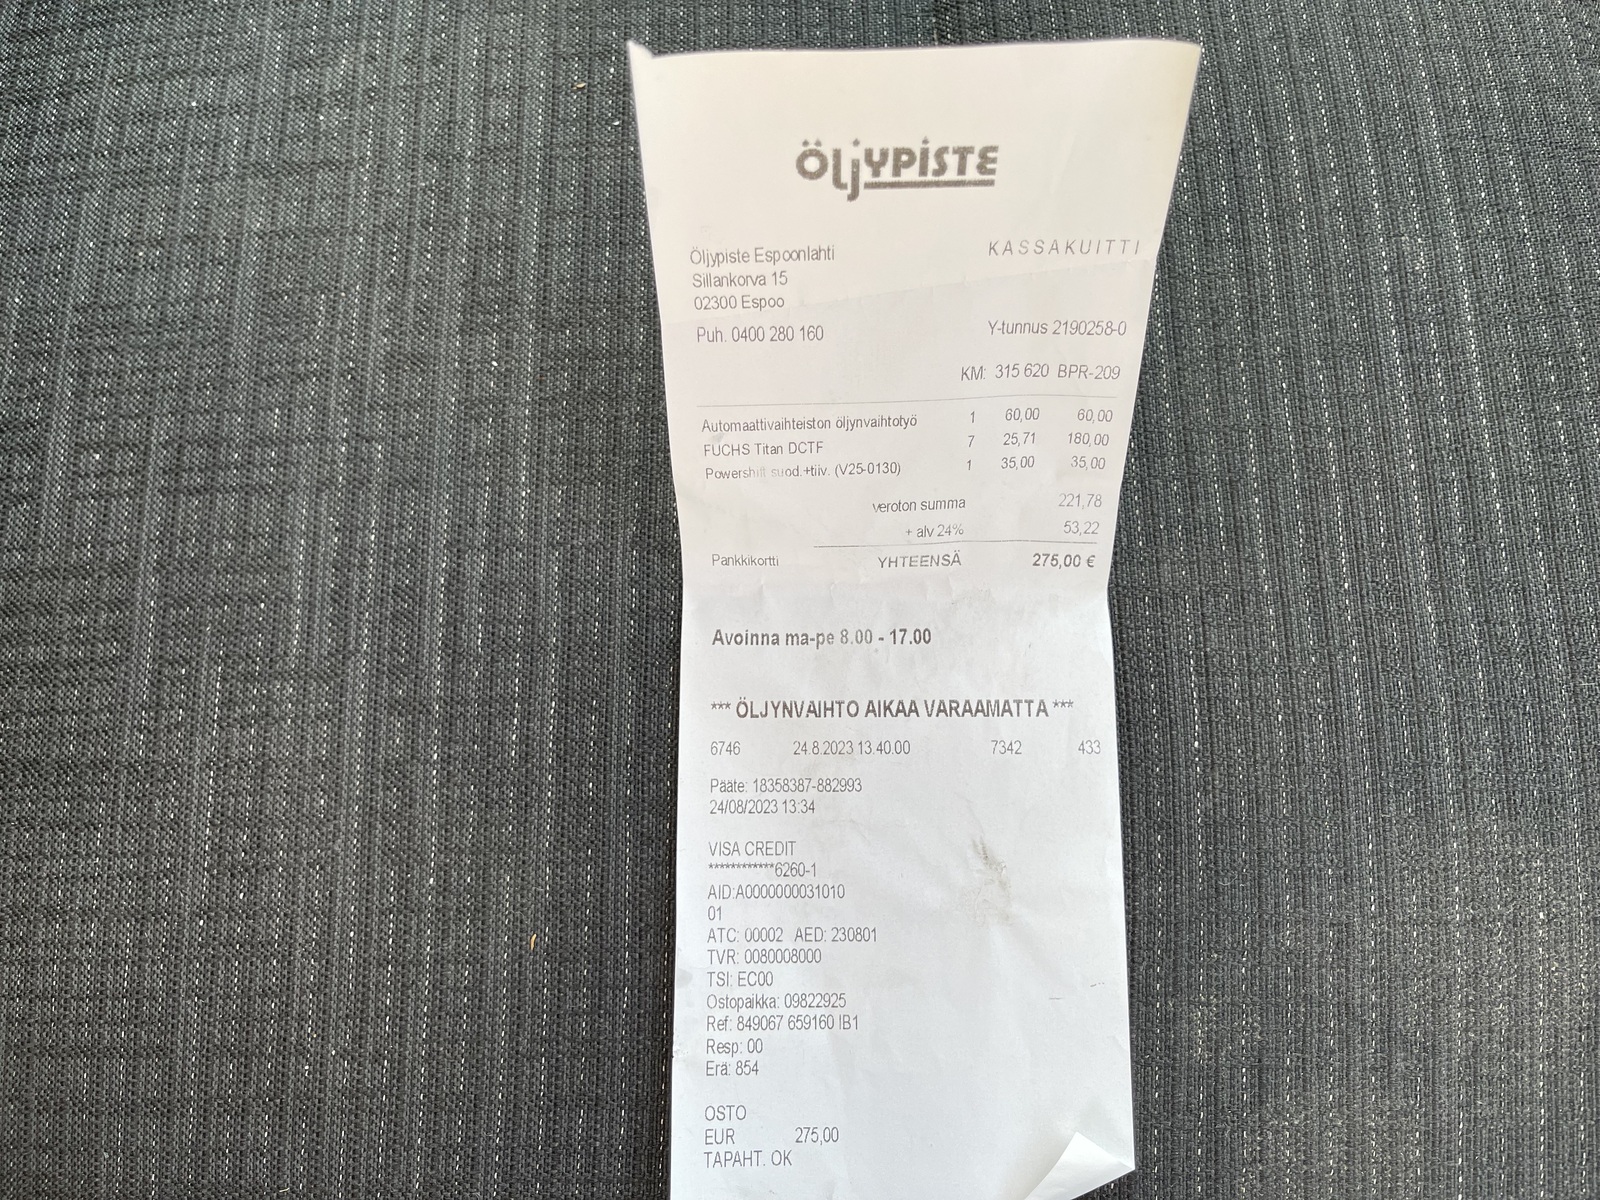 ÖLJYPISTE
Öljypiste Espoonlahti KASSAKUITTI
Sillankorva 15
02300 Espoo
Puh. 0400 280 160 Y-tunnus 2190258-0
KM: 315 620 BPR-209
Automaattivaihteiston öljynvaihtotyö 1 60,00 60,00
FUCHS Titan DCTF 7 25,71 180,00
Powershift suod.+tiiv. (V25-0130) 1 35,00 35,00
veroton summa 221,78
+ alv 24% 53,22
Pankkikortti YHTEENSÄ 275,00 €
Avoinna ma-pe 8.00 - 17.00
*** ÖLJYNVAIHTO AIKAA VARAAMATTA ***
6746 24.8.2023 13.40.00 7342 433
Pääte: 18358387-882993
24/08/2023 13:34
VISA CREDIT
************6260-1
AID:A0000000031010
01
ATC: 00002 AED: 230801
TVR: 0080008000
TSI: EC00
Ostopaikka: 09822925
Ref: 849067 659160 IB1
Resp: 00
Erä: 854
OSTO
EUR 275,00
TAPAHT. OK